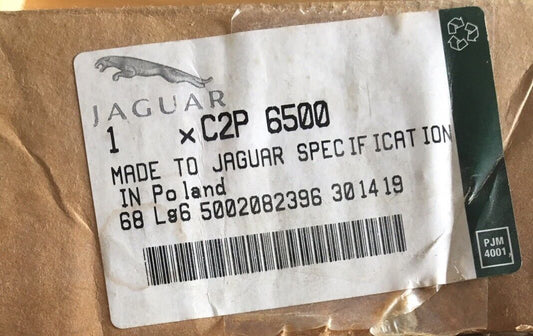 JAGUAR
1 x C2P 6500
MADE TO JAGUAR SPECIFICATION
IN Poland
68 Lg6 5002082396 301419
PJM
4001